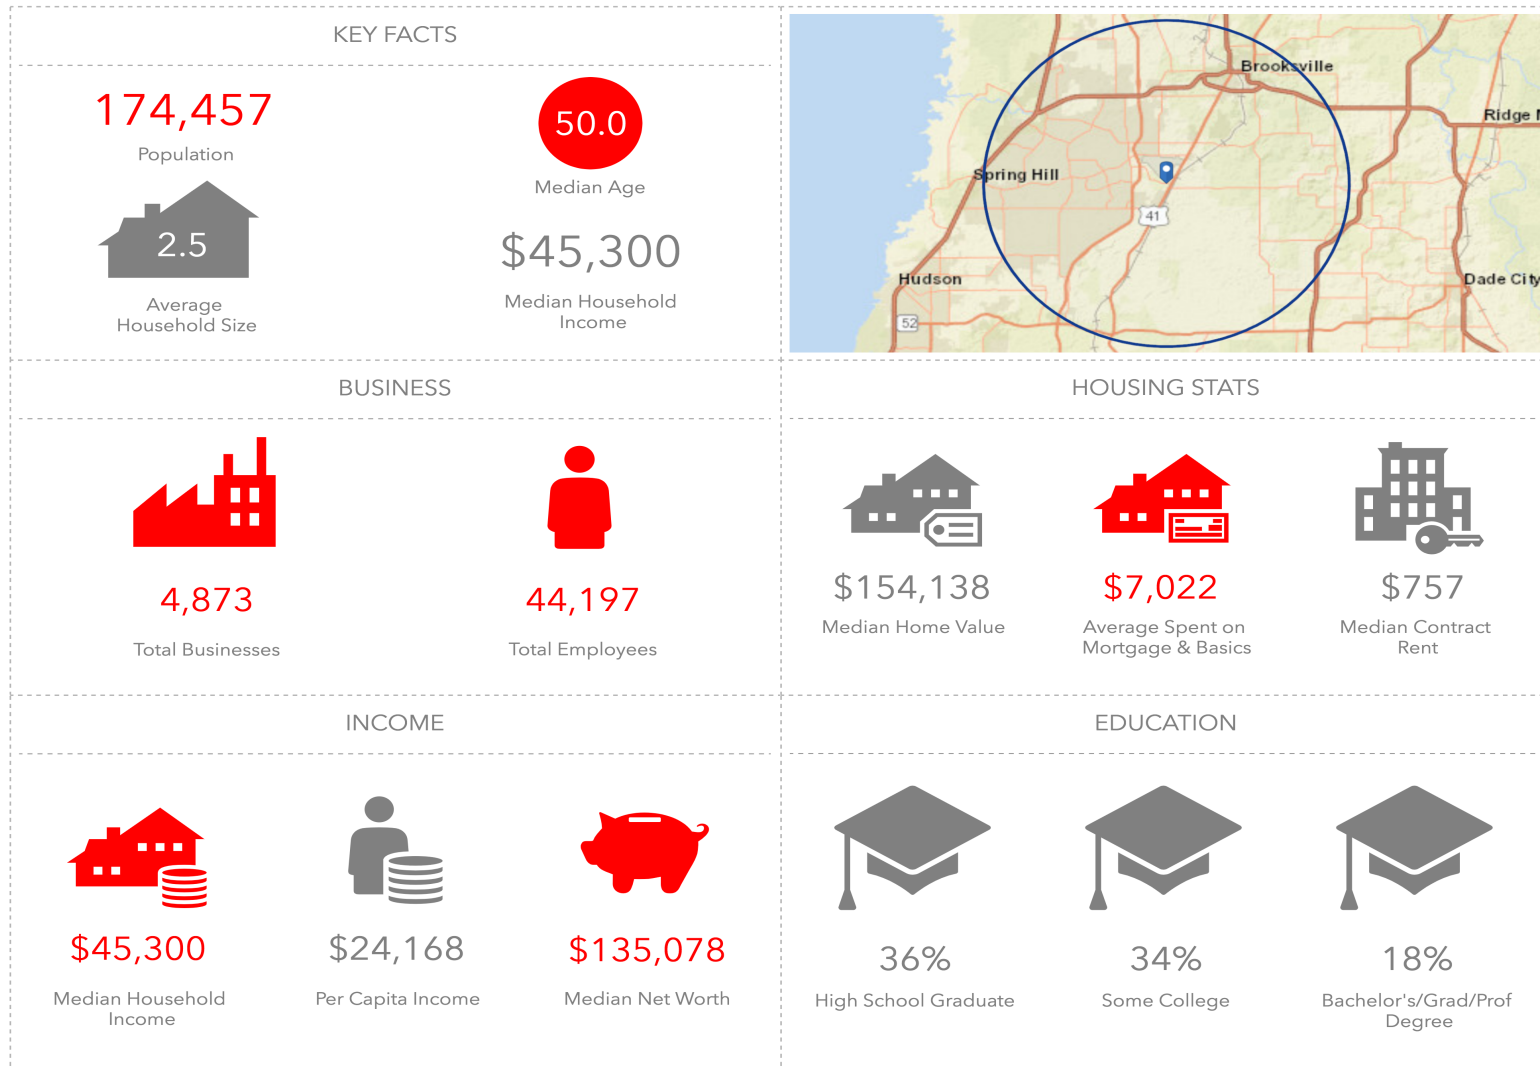 KEY FACTS
174,457
Population
50.0
Median Age
2.5
Average
Household Size
$45,300
Median Household
Income
Brooksville
Ridge
Spring Hill
41
Hudson
Dade City
52
BUSINESS
4,873
Total Businesses
44,197
Total Employees
HOUSING STATS
$154,138
Median Home Value
$7,022
Average Spent on
Mortgage & Basics
$757
Median Contract
Rent
INCOME
$45,300
Median Household
Income
$24,168
Per Capita Income
$135,078
Median Net Worth
EDUCATION
36%
High School Graduate
34%
Some College
18%
Bachelor's/Grad/Prof
Degree